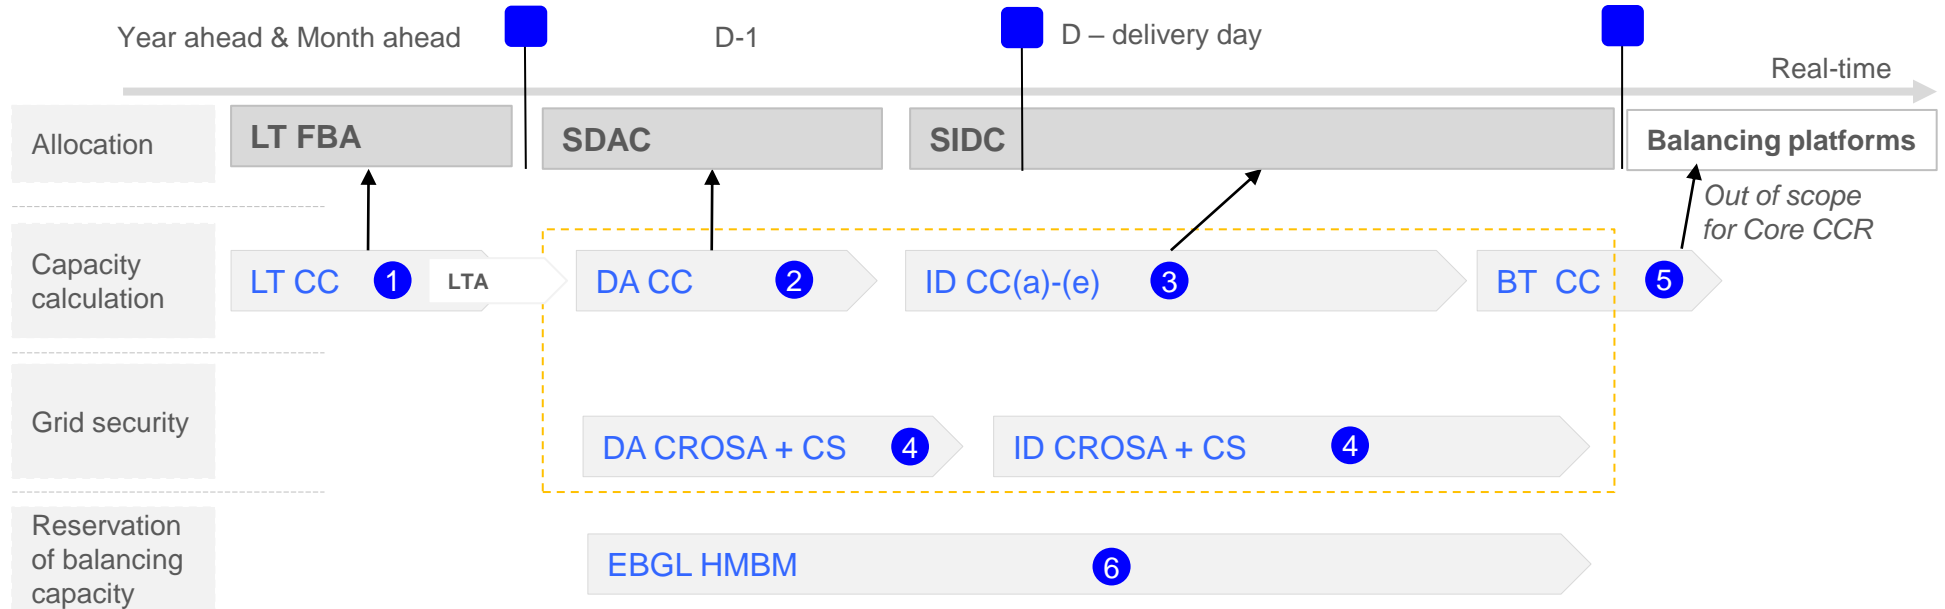 Year ahead & Month ahead
D-1
D – delivery day
Real-time
Allocation
LT FBA
SDAC
SIDC
Balancing platforms
Out of scope
for Core CCR
Capacity
calculation
LT CC 1
LTA
DA CC 2
ID CC(a)-(e) 3
BT CC 5
Grid security
DA CROSA + CS 4
ID CROSA + CS 4
Reservation
of balancing
capacity
EBGL HMBM 6